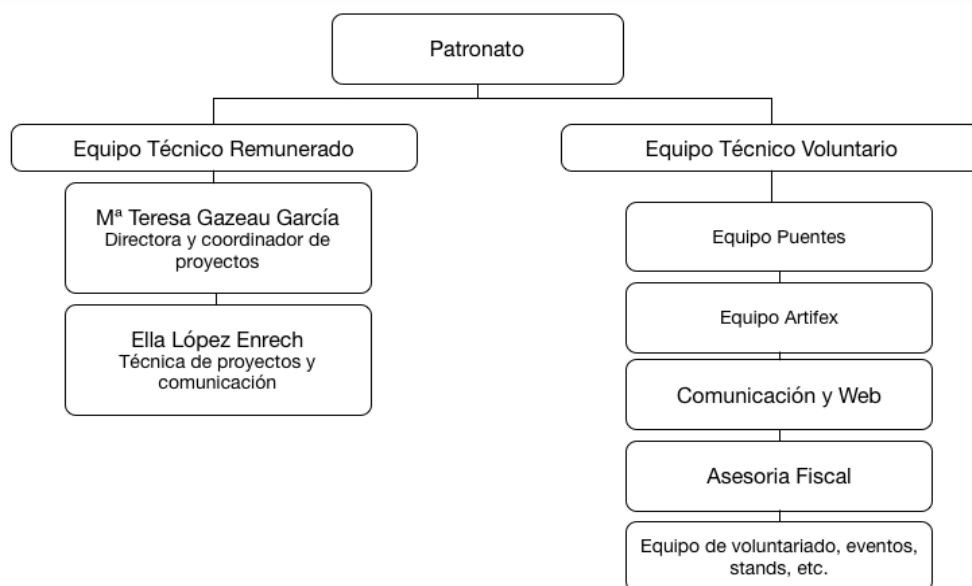 Patronato
Equipo Técnico Remunerado
Mª Teresa Gazeau García
Directora y coordinador de
proyectos
Ella López Enrech
Técnica de proyectos y
comunicación
Equipo Técnico Voluntario
Equipo Puentes
Equipo Artifex
Comunicación y Web
Asesoria Fiscal
Equipo de voluntariado, eventos,
stands, etc.